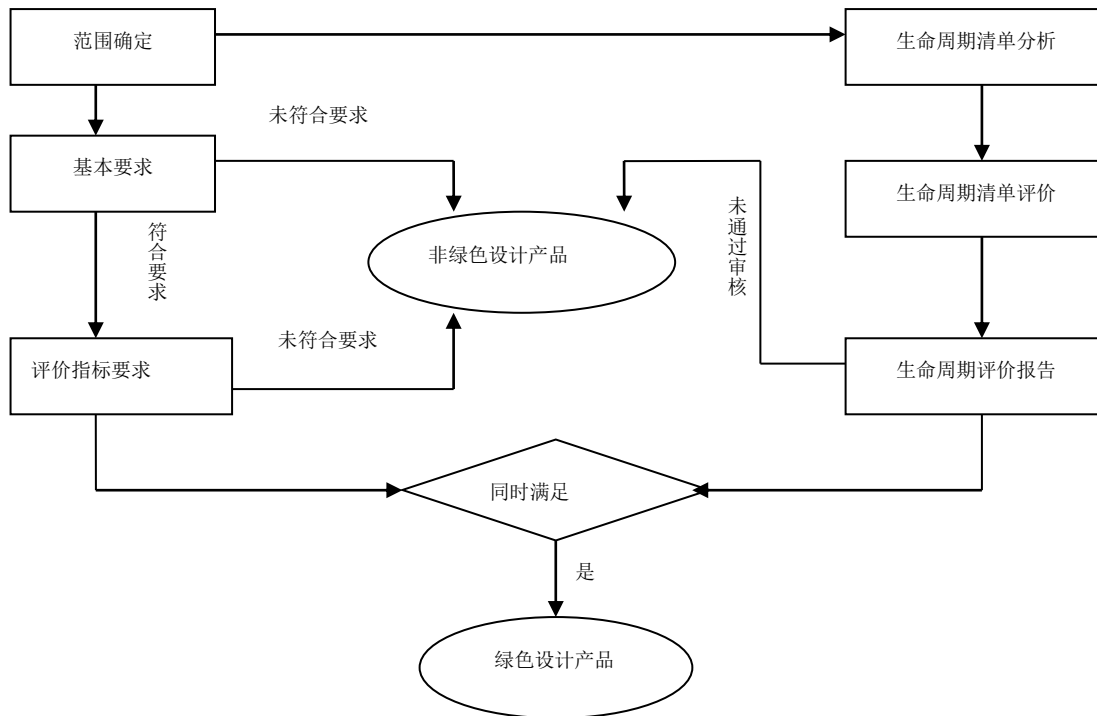 范围确定
生命周期清单分析
未符合要求
基本要求
生命周期清单评价
符合要求
未通过审核
非绿色设计产品
未符合要求
评价指标要求
生命周期评价报告
同时满足
是
绿色设计产品